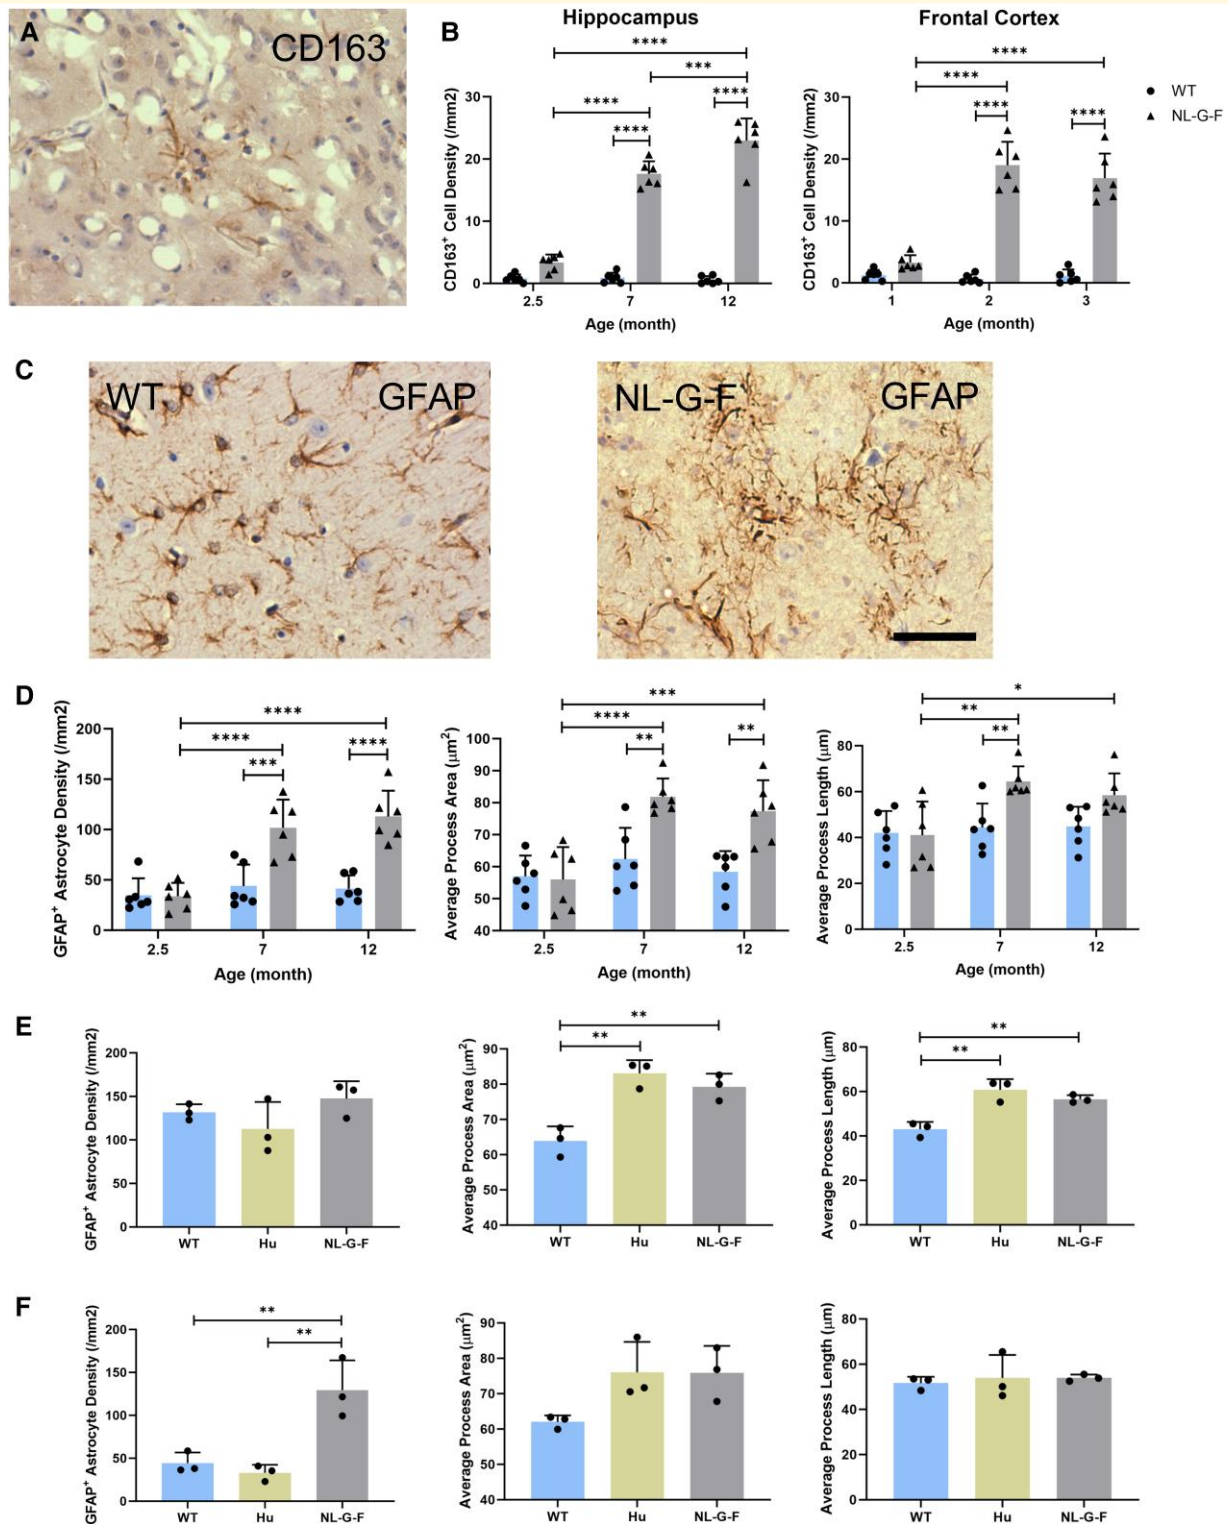 A
CD163
B
Hippocampus
CD163+ Cell Density (/mm2)
30
20
10
0
****
***
****
****
****
2.5
7
12
Age (month)
Frontal Cortex
CD163+ Cell Density (/mm2)
30
20
10
0
****
****
****
****
1
2
3
Age (month)
WT
NL-G-F
C
WT
GFAP
NL-G-F
GFAP
D
GFAP+ Astrocyte Density (/mm2)
200
150
100
50
0
****
****
****
***
2.5
7
12
Age (month)
Average Process Area (μm2)
100
90
80
70
60
50
40
***
****
**
**
2.5
7
12
Age (month)
Average Process Length (μm)
80
60
40
20
0
*
**
**
2.5
7
12
Age (month)
E
GFAP+ Astrocyte Density (/mm2)
200
150
100
50
0
WT
Hu
NL-G-F
Average Process Area (μm2)
90
80
70
60
50
40
**
**
WT
Hu
NL-G-F
Average Process Length (μm)
80
60
40
20
0
**
**
WT
Hu
NL-G-F
F
GFAP+ Astrocyte Density (/mm2)
200
150
100
50
0
**
**
WT
Hu
NL-G-F
Average Process Area (μm2)
90
80
70
60
50
40
WT
Hu
NL-G-F
Average Process Length (μm)
80
60
40
20
0
WT
Hu
NL-G-F